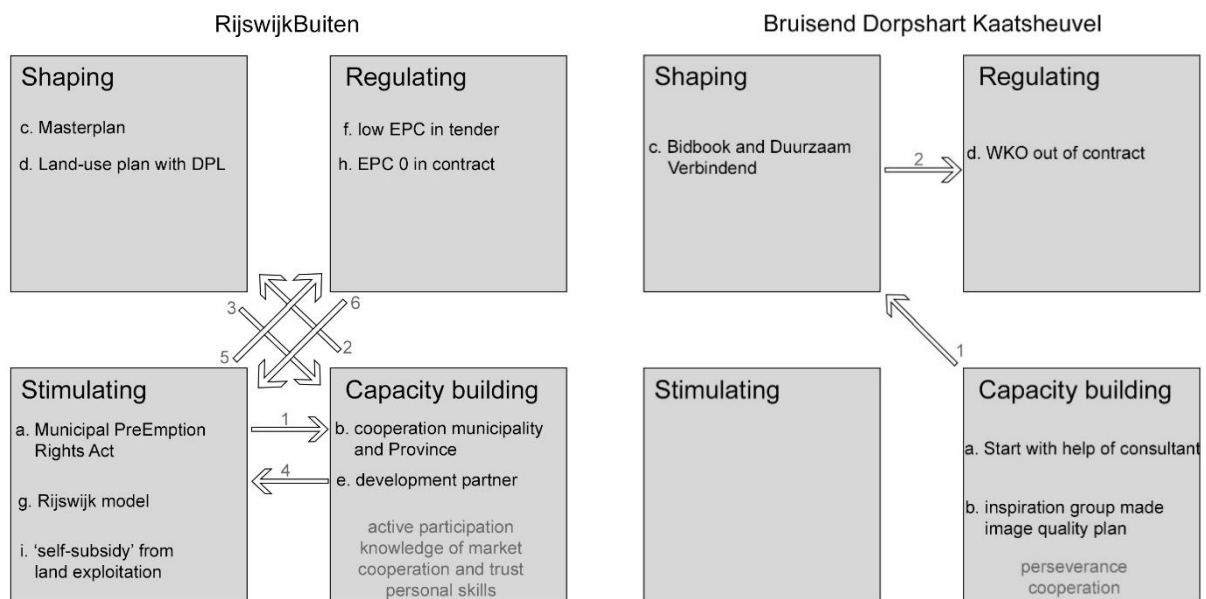 RijswijkBuiten
Shaping
c. Masterplan
d. Land-use plan with DPL
Regulating
f. low EPC in tender
h. EPC 0 in contract
3
6
5
2
Stimulating
a. Municipal PreEmption
Rights Act
g. Rijswijk model
i. ‘self-subsidy’ from
land exploitation
1
4
Capacity building
b. cooperation municipality
and Province
e. development partner
active participation
knowledge of market
cooperation and trust
personal skills
Bruisend Dorpshart Kaatsheuvel
Shaping
c. Bidbook and Duurzaam
Verbindend
2
Regulating
d. WKO out of contract
1
Stimulating
Capacity building
a. Start with help of consultant
b. inspiration group made
image quality plan
perseverance
cooperation